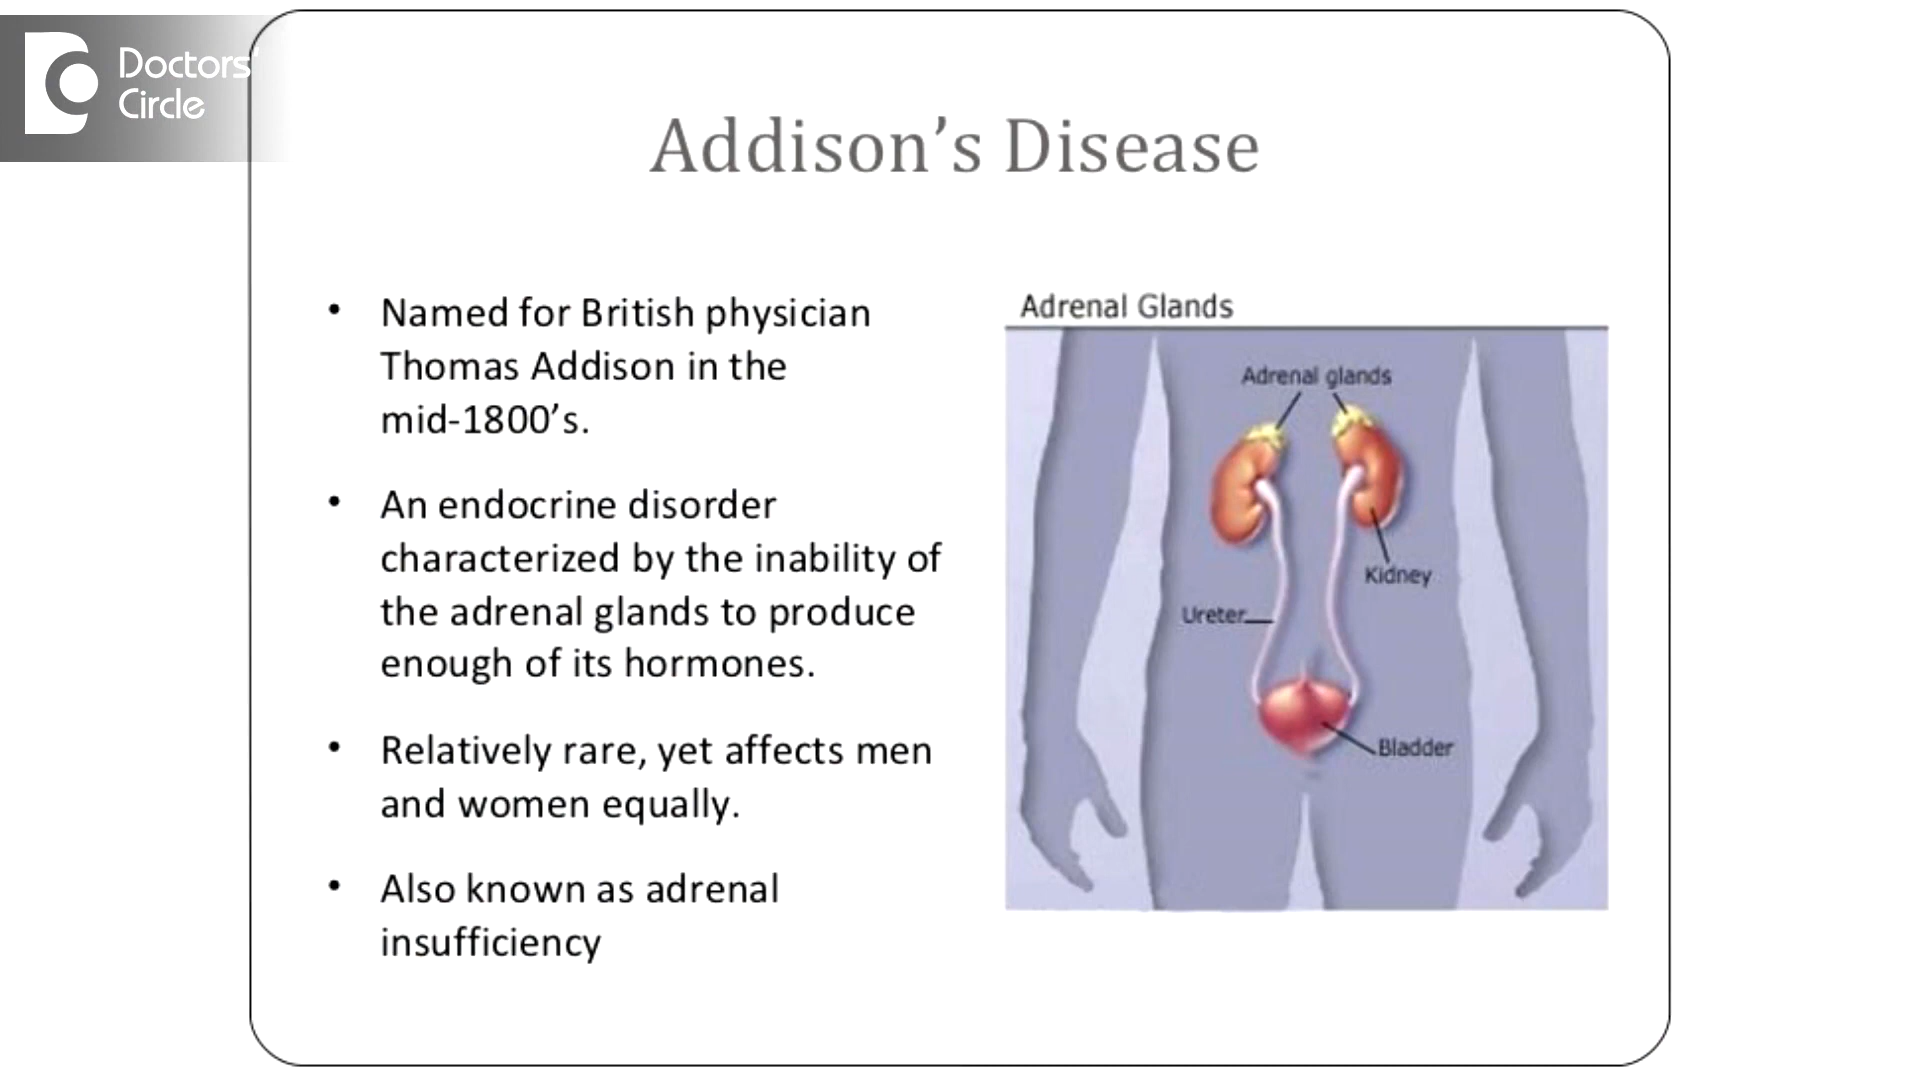 Doctors'
Circle
Addison’s Disease
• Named for British physician
Thomas Addison in the
mid-1800’s.
• An endocrine disorder
characterized by the inability of
the adrenal glands to produce
enough of its hormones.
• Relatively rare, yet affects men
and women equally.
• Also known as adrenal
insufficiency
Adrenal Glands
Adrenal glands
Kidney
Ureter
Bladder